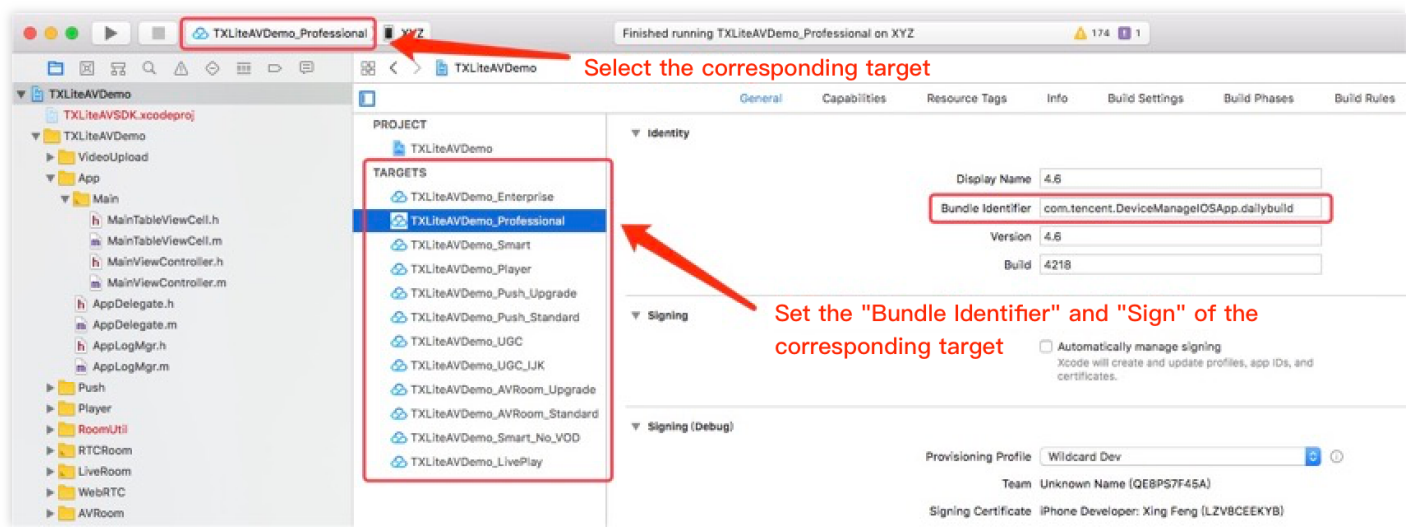 TXLiteAVDemo_Professional
XYZ
Finished running TXLiteAVDemo_Professional on XYZ
174
1
TXLiteAVDemo
Select the corresponding target
TXLiteAVDemo
TXLiteAVSDK.xcodeproj
TXLiteAVDemo
VideoUpload
App
Main
MainTableViewCell.h
MainTableViewCell.m
MainViewController.h
MainViewController.m
AppDelegate.h
AppDelegate.m
AppLogMgr.h
AppLogMgr.m
Push
Player
RoomUtil
RTCRoom
LiveRoom
WebRTC
AVRoom
PROJECT
TXLiteAVDemo
TARGETS
TXLiteAVDemo_Enterprise
TXLiteAVDemo_Professional
TXLiteAVDemo_Smart
TXLiteAVDemo_Player
TXLiteAVDemo_Push_Upgrade
TXLiteAVDemo_Push_Standard
TXLiteAVDemo_UGC
TXLiteAVDemo_UGC_IJK
TXLiteAVDemo_AVRoom_Upgrade
TXLiteAVDemo_AVRoom_Standard
TXLiteAVDemo_Smart_No_VOD
TXLiteAVDemo_LivePlay
General Capabilities Resource Tags Info Build Settings Build Phases Build Rules
Identity
Display Name 4.6
Bundle Identifier com.tencent.DeviceManageIOSApp.dailybuild
Version 4.6
Build 4218
Set the "Bundle Identifier" and "Sign" of the
corresponding target
Signing
Automatically manage signing
Xcode will create and update profiles, app IDs, and
certificates.
Signing (Debug)
Provisioning Profile Wildcard Dev
Team Unknown Name (QE8PS7F45A)
Signing Certificate iPhone Developer: Xing Feng (LZV8CEEKYB)